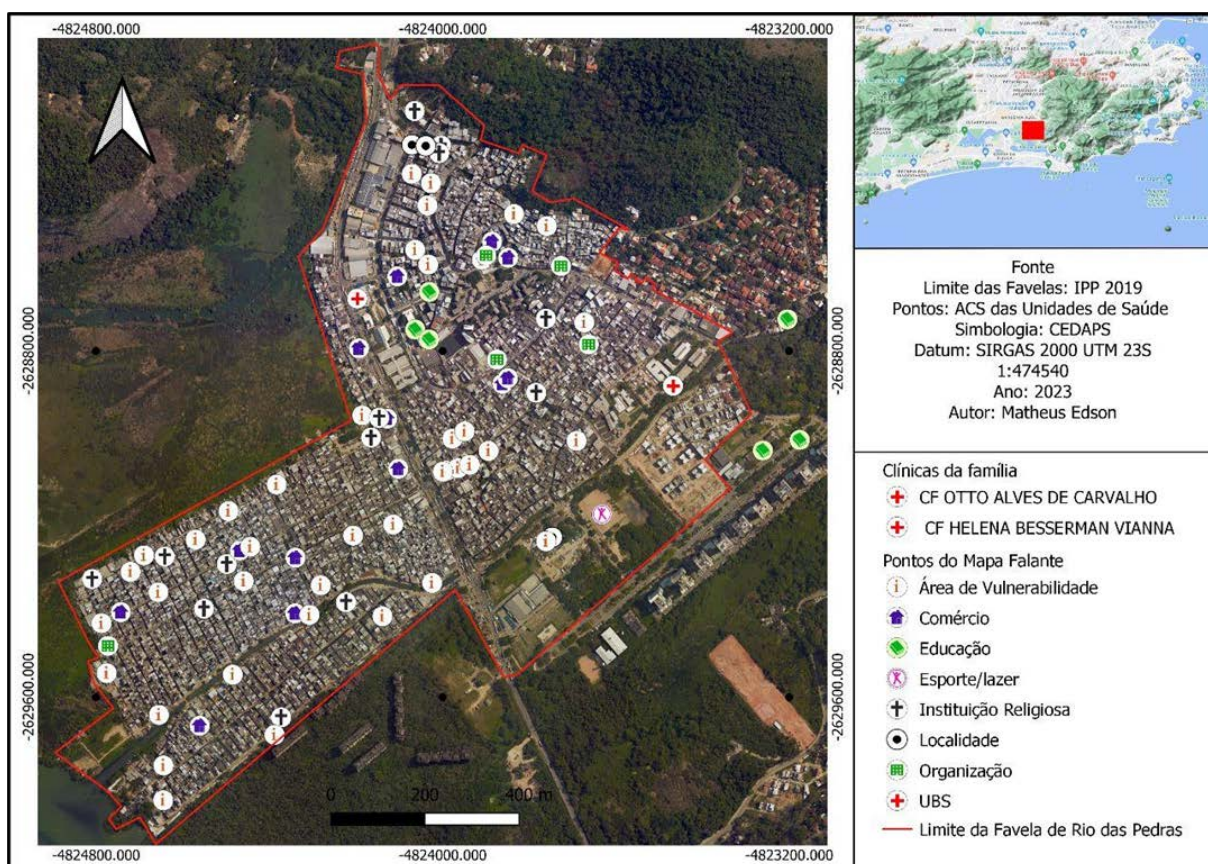 -4824800.000
-4824000.000
-4823200.000
-2628800.000
-2628800.000
-2629600.000
-2629600.000
0
200
400 m
-4824800.000
-4824000.000
-4823200.000
Fonte
Limite das Favelas: IPP 2019
Pontos: ACS das Unidades de Saúde
Simbologia: CEDAPS
Datum: SIRGAS 2000 UTM 23S
1:474540
Ano: 2023
Autor: Matheus Edson
Clínicas da família
CF OTTO ALVES DE CARVALHO
CF HELENA BESSERMAN VIANNA
Pontos do Mapa Falante
Área de Vulnerabilidade
Comércio
Educação
Esporte/lazer
Instituição Religiosa
Localidade
Organização
UBS
Limite da Favela de Rio das Pedras